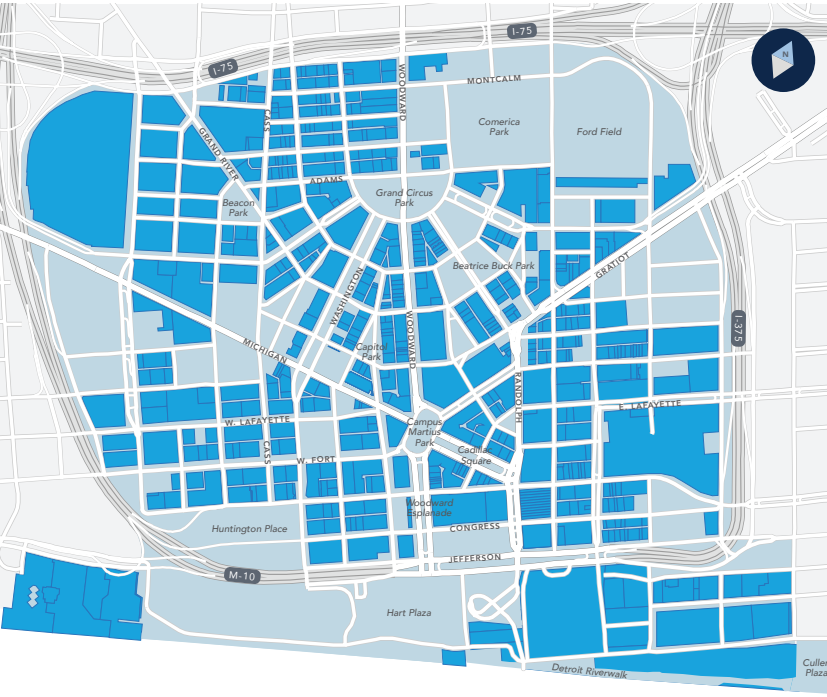 I-75
I-75
N
MONTCALM
WOODWARD
CASS
GRAND RIVER
Comerica
Park
Ford Field
ADAMS
Grand Circus
Park
Beacon
Park
Beatrice Buck Park
GRATIOT
WASHINGTON
WOODWARD
I-375
MICHIGAN
Capitol
Park
RANDOLPH
E. LAFAYETTE
W. LAFAYETTE
Campus
Martius
Park
CASS
W. FORT
Cadillac
Square
Woodward
Esplanade
Huntington Place
CONGRESS
JEFFERSON
M-10
Hart Plaza
Detroit Riverwalk
Cullen
Plaza